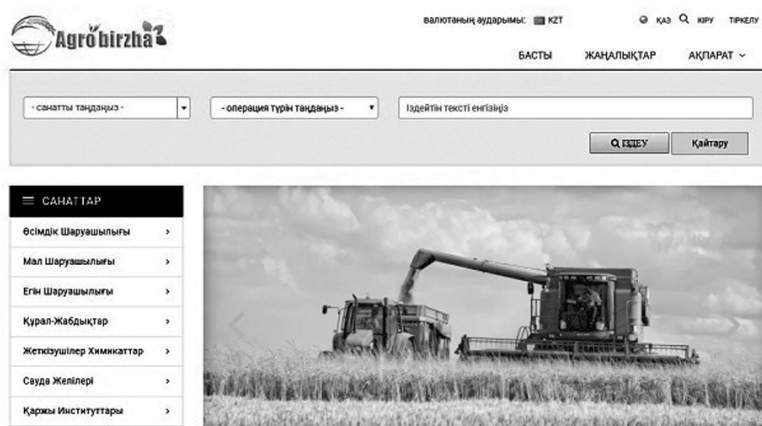 валютаның аударымы: KZT ҚАЗ КІРУ ТІРКЕЛУ
Agrobirzha
БАСТЫ ЖАҢАЛЫҚТАР АҚПАРАТ
- санатты таңдаңыз - - операция түрін таңдаңыз - Іздейтін тексті енгізіңіз
ІЗДЕУ Қайтару
САНАТТАР
Өсімдік Шаруашылығы
Мал Шаруашылығы
Егін Шаруашылығы
Құрал-Жабдықтар
Жеткізушілер Химикаттар
Сауда Желілері
Қаржы Институттары